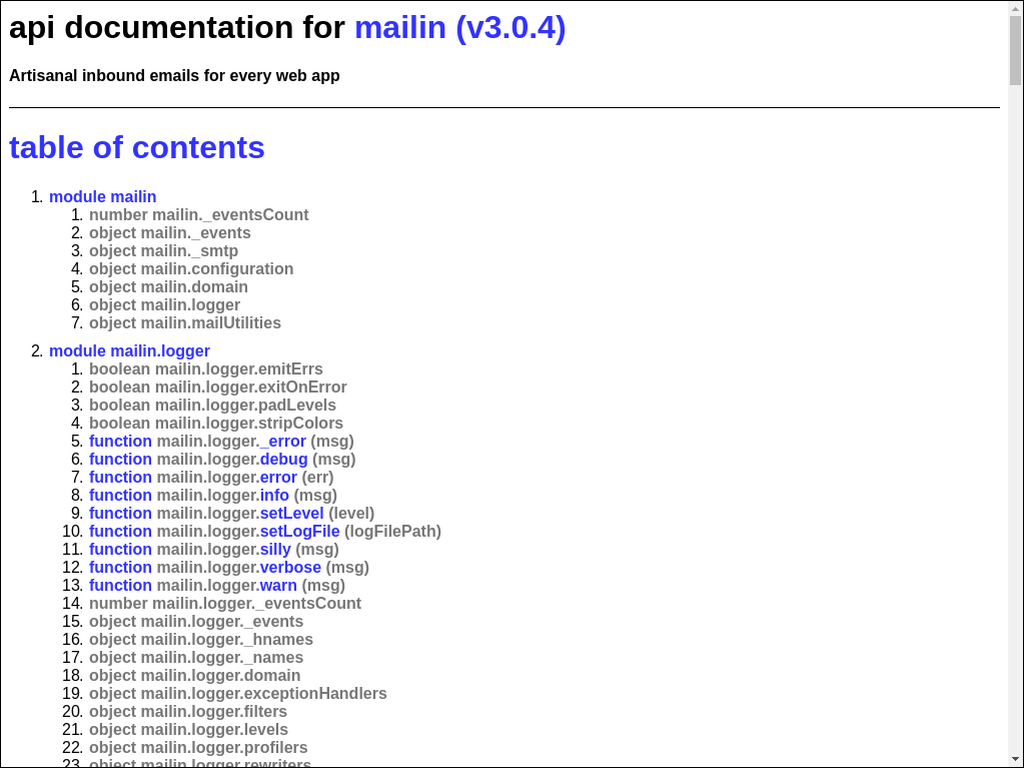 api documentation for mailin (v3.0.4)
Artisanal inbound emails for every web app
table of contents
1. module mailin
1. number mailin._eventsCount
2. object mailin._events
3. object mailin._smtp
4. object mailin.configuration
5. object mailin.domain
6. object mailin.logger
7. object mailin.mailUtilities
2. module mailin.logger
1. boolean mailin.logger.emitErrs
2. boolean mailin.logger.exitOnError
3. boolean mailin.logger.padLevels
4. boolean mailin.logger.stripColors
5. function mailin.logger._error (msg)
6. function mailin.logger.debug (msg)
7. function mailin.logger.error (err)
8. function mailin.logger.info (msg)
9. function mailin.logger.setLevel (level)
10. function mailin.logger.setLogFile (logFilePath)
11. function mailin.logger.silly (msg)
12. function mailin.logger.verbose (msg)
13. function mailin.logger.warn (msg)
14. number mailin.logger._eventsCount
15. object mailin.logger._events
16. object mailin.logger._hnames
17. object mailin.logger._names
18. object mailin.logger.domain
19. object mailin.logger.exceptionHandlers
20. object mailin.logger.filters
21. object mailin.logger.levels
22. object mailin.logger.profilers
23. object mailin.logger.rewriters